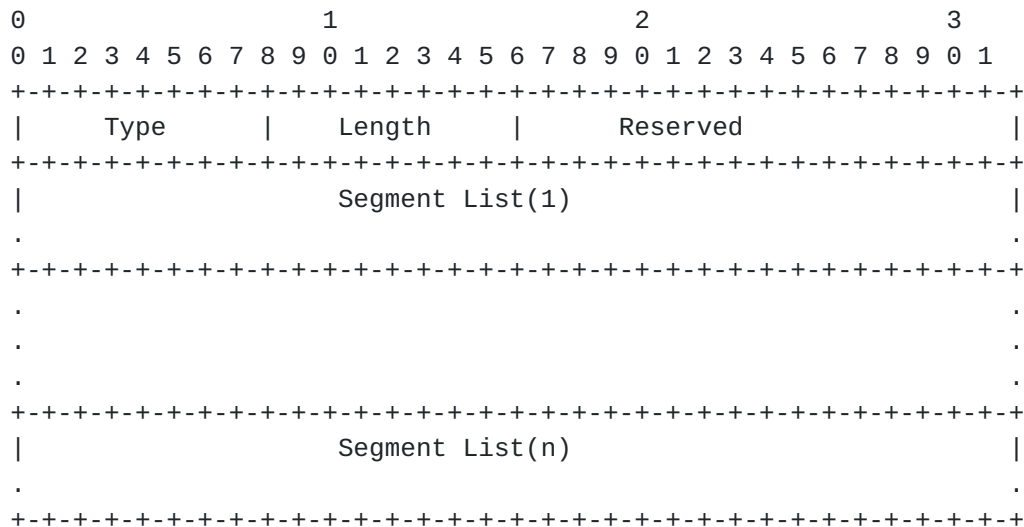 0                   1                   2                   3
0 1 2 3 4 5 6 7 8 9 0 1 2 3 4 5 6 7 8 9 0 1 2 3 4 5 6 7 8 9 0 1
+-+-+-+-+-+-+-+-+-+-+-+-+-+-+-+-+-+-+-+-+-+-+-+-+-+-+-+-+-+-+-+-+
|     Type      |    Length     |      Reserved                 |
+-+-+-+-+-+-+-+-+-+-+-+-+-+-+-+-+-+-+-+-+-+-+-+-+-+-+-+-+-+-+-+-+
|                    Segment List(1)                            |
.                                                               .
+-+-+-+-+-+-+-+-+-+-+-+-+-+-+-+-+-+-+-+-+-+-+-+-+-+-+-+-+-+-+-+-+
.                                                               .
.                                                               .
.                                                               .
+-+-+-+-+-+-+-+-+-+-+-+-+-+-+-+-+-+-+-+-+-+-+-+-+-+-+-+-+-+-+-+-+
|                    Segment List(n)                            |
.                                                               .
+-+-+-+-+-+-+-+-+-+-+-+-+-+-+-+-+-+-+-+-+-+-+-+-+-+-+-+-+-+-+-+-+